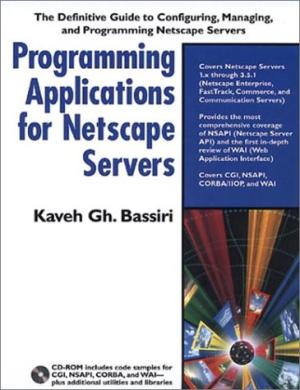 The Definitive Guide to Configuring, Managing,
and Programming Netscape Servers
Programming
Applications
for Netscape
Servers
Kaveh Gh. Bassiri
Covers Netscape Servers
1.x through 3.5.1
(Netscape Enterprise,
FastTrack, Commerce, and
Communication Servers)
Provides the most
comprehensive coverage
of NSAPI (Netscape Server
API) and the first in-depth
review of WAI (Web
Application Interface)
Covers CGI, NSAPI,
CORBA/IIOP, and WAI
CD-ROM includes code samples for
CGI, NSAPI, CORBA, and WAI—
plus additional utilities and libraries